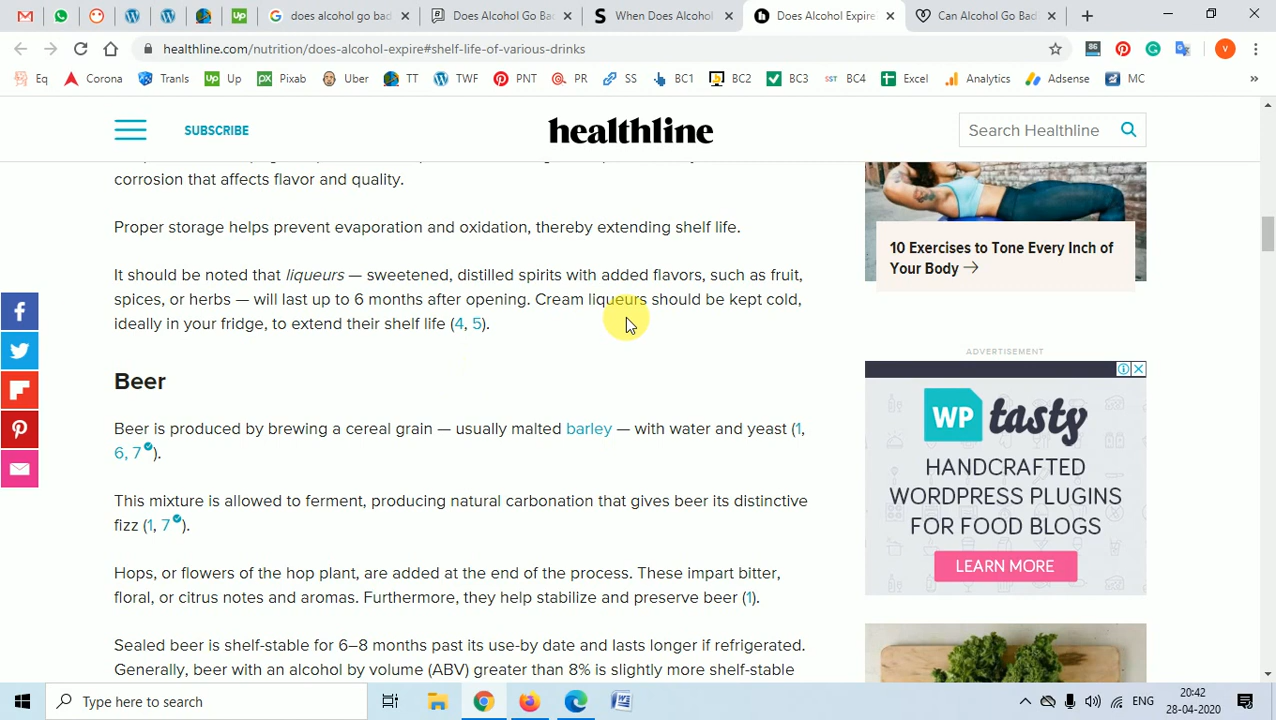 does alcohol go bad
Does Alcohol Go Ba
When Does Alcohol
Does Alcohol Expire
Can Alcohol Go Bad
healthline.com/nutrition/does-alcohol-expire#shelf-life-of-various-drinks
86
V
Eq
Corona
Transls
Up
Pixab
Uber
TT
TWF
PNT
PR
SS
BC1
BC2
BC3
BC4
Excel
Analytics
Adsense
MC
SUBSCRIBE
healthline
Search Healthline
corrosion that affects flavor and quality.
Proper storage helps prevent evaporation and oxidation, thereby extending shelf life.
It should be noted that liqueurs — sweetened, distilled spirits with added flavors, such as fruit,
spices, or herbs — will last up to 6 months after opening. Cream liqueurs should be kept cold,
ideally in your fridge, to extend their shelf life (4, 5).
Beer
Beer is produced by brewing a cereal grain — usually malted barley — with water and yeast (1,
6, 7).
This mixture is allowed to ferment, producing natural carbonation that gives beer its distinctive
fizz (1, 7).
Hops, or flowers of the hop plant, are added at the end of the process. These impart bitter,
floral, or citrus notes and aromas. Furthermore, they help stabilize and preserve beer (1).
Sealed beer is shelf-stable for 6–8 months past its use-by date and lasts longer if refrigerated.
Generally, beer with an alcohol by volume (ABV) greater than 8% is slightly more shelf-stable
10 Exercises to Tone Every Inch of
Your Body
ADVERTISEMENT
WP tasty
HANDCRAFTED
WORDPRESS PLUGINS
FOR FOOD BLOGS
LEARN MORE
Type here to search
ENG
20:42
28-04-2020